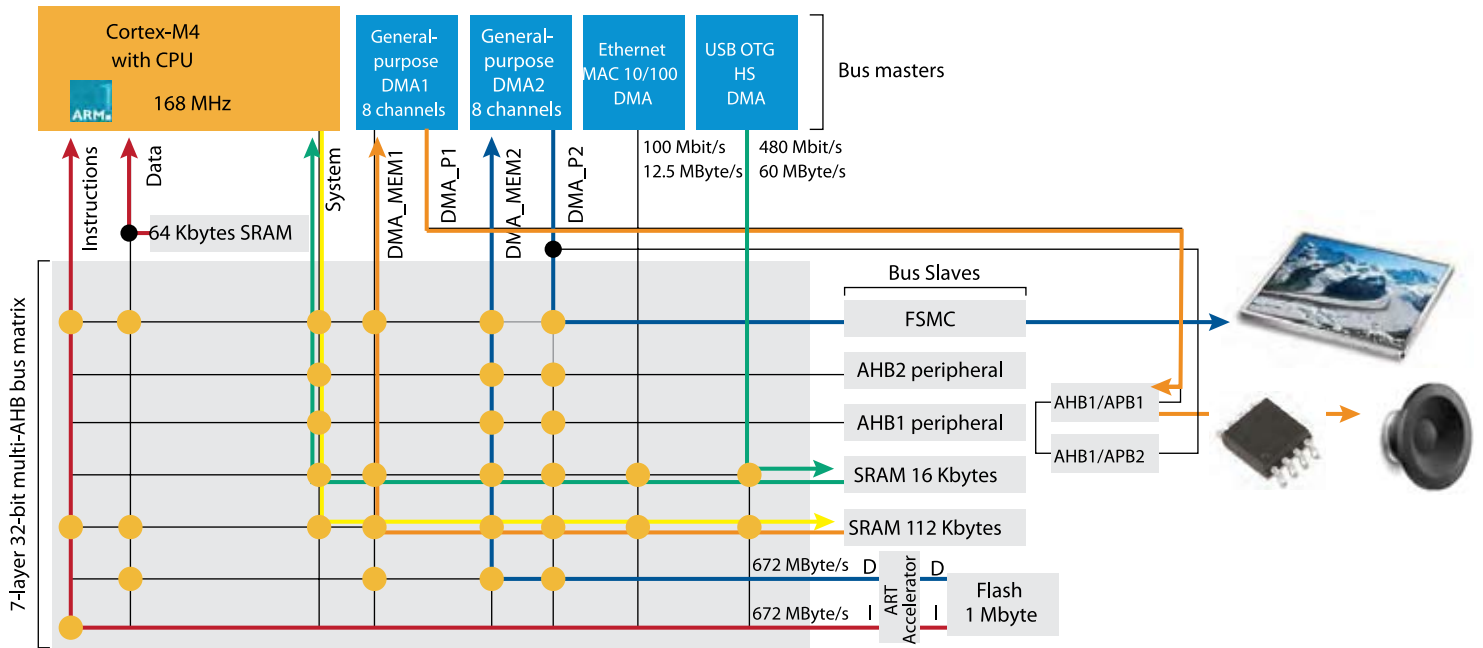 Cortex-M4
with CPU
ARM
168 MHz
General-
purpose
DMA1
8 channels
General-
purpose
DMA2
8 channels
Ethernet
MAC 10/100
DMA
USB OTG
HS
DMA
Bus masters
Instructions
Data
System
DMA_MEM1
DMA_P1
DMA_MEM2
DMA_P2
100 Mbit/s
12.5 MByte/s
480 Mbit/s
60 MByte/s
64 Kbytes SRAM
7-layer 32-bit multi-AHB bus matrix
Bus Slaves
FSMC
AHB2 peripheral
AHB1 peripheral
SRAM 16 Kbytes
SRAM 112 Kbytes
AHB1/APB1
AHB1/APB2
672 MByte/s
D
D
672 MByte/s
I
I
ART
Accelerator
Flash
1 Mbyte